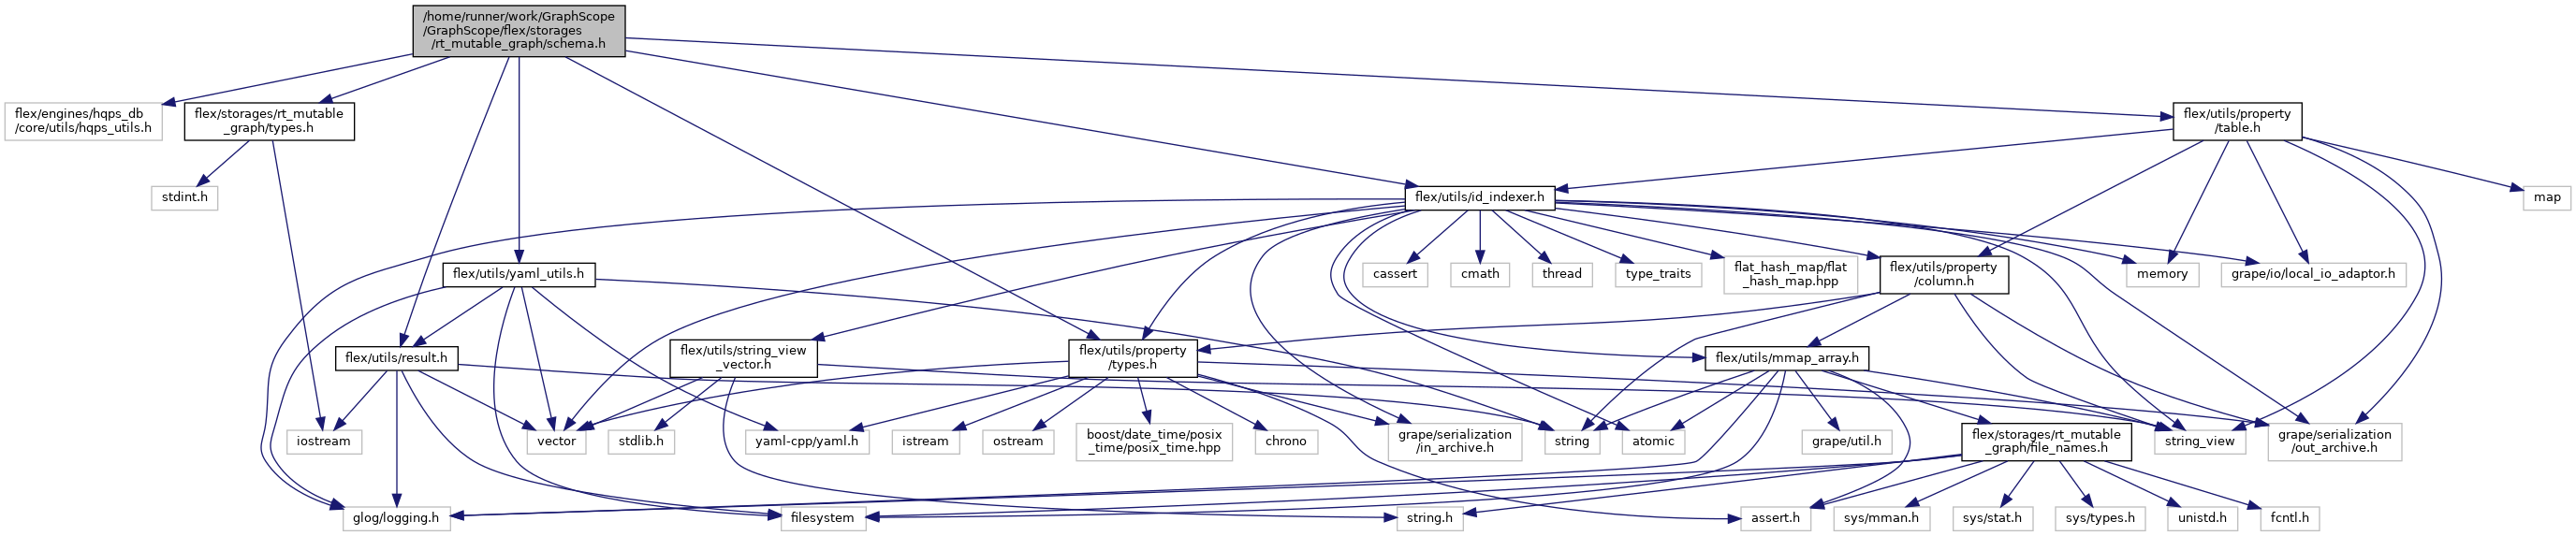 /home/runner/work/GraphScope
/GraphScope/flex/storages
/rt_mutable_graph/schema.h
flex/engines/hqps_db
/core/utils/hqps_utils.h
flex/storages/rt_mutable
_graph/types.h
flex/utils/property
/table.h
stdint.h
flex/utils/id_indexer.h
map
flex/utils/yaml_utils.h
cassert
cmath
thread
type_traits
flat_hash_map/flat
_hash_map.hpp
flex/utils/property
/column.h
memory
grape/io/local_io_adaptor.h
flex/utils/result.h
flex/utils/string_view
_vector.h
flex/utils/property
/types.h
flex/utils/mmap_array.h
iostream
vector
stdlib.h
yaml-cpp/yaml.h
istream
ostream
boost/date_time/posix
_time/posix_time.hpp
chrono
grape/serialization
/in_archive.h
string
atomic
grape/util.h
flex/storages/rt_mutable
_graph/file_names.h
string_view
grape/serialization
/out_archive.h
glog/logging.h
filesystem
string.h
assert.h
sys/mman.h
sys/stat.h
sys/types.h
unistd.h
fcntl.h